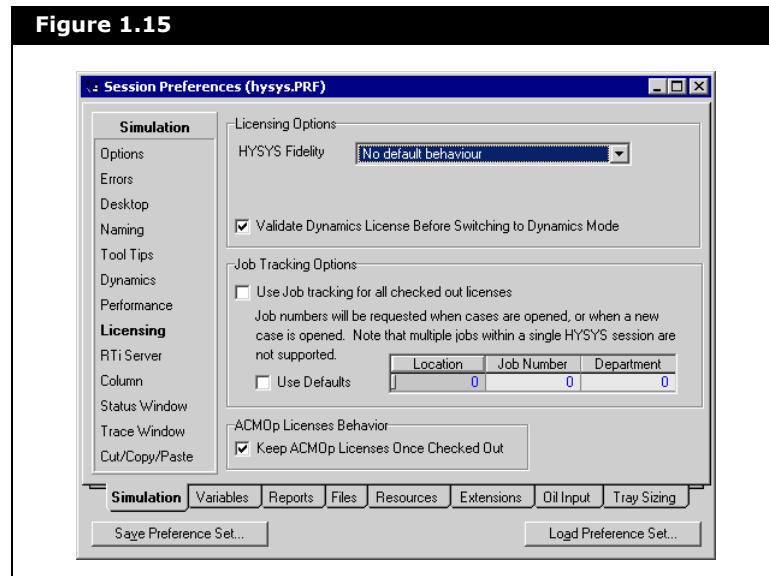 Figure 1.15
Session Preferences (hysys.PRF)
Simulation
Options
Errors
Desktop
Naming
Tool Tips
Dynamics
Performance
Licensing
RTi Server
Column
Status Window
Trace Window
Cut/Copy/Paste
Licensing Options
HYSYS Fidelity No default behaviour
Validate Dynamics License Before Switching to Dynamics Mode
Job Tracking Options
Use Job tracking for all checked out licenses
Job numbers will be requested when cases are opened, or when a new
case is opened. Note that multiple jobs within a single HYSYS session are
not supported.
Location Job Number Department
Use Defaults 0 0 0
ACMOp Licenses Behavior
Keep ACMOp Licenses Once Checked Out
Simulation Variables Reports Files Resources Extensions Oil Input Tray Sizing
Save Preference Set... Load Preference Set...